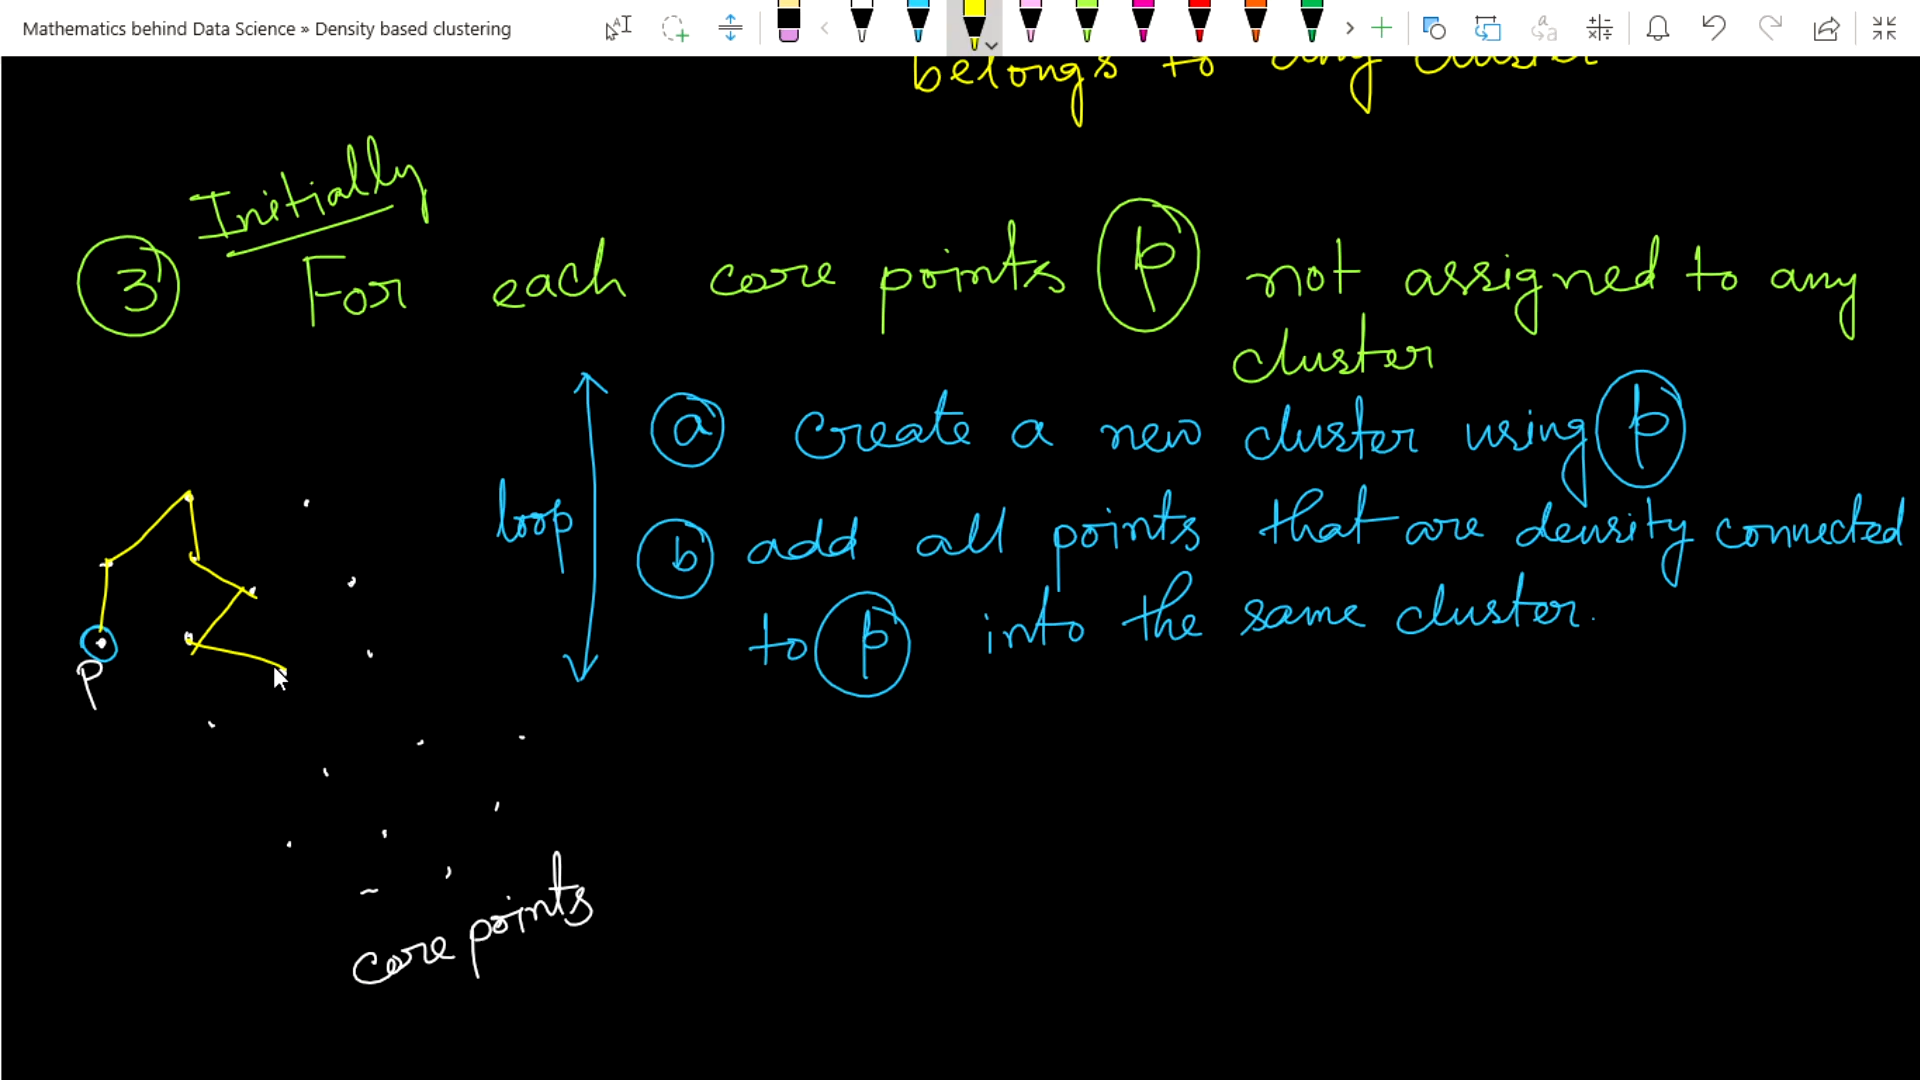 Mathematics behind Data Science » Density based clustering
belongs to any cluster
Initially
3 For each core points p not assigned to any
cluster
loop
a create a new cluster using p
b add all points that are density connected
to p into the same cluster.
p
core points